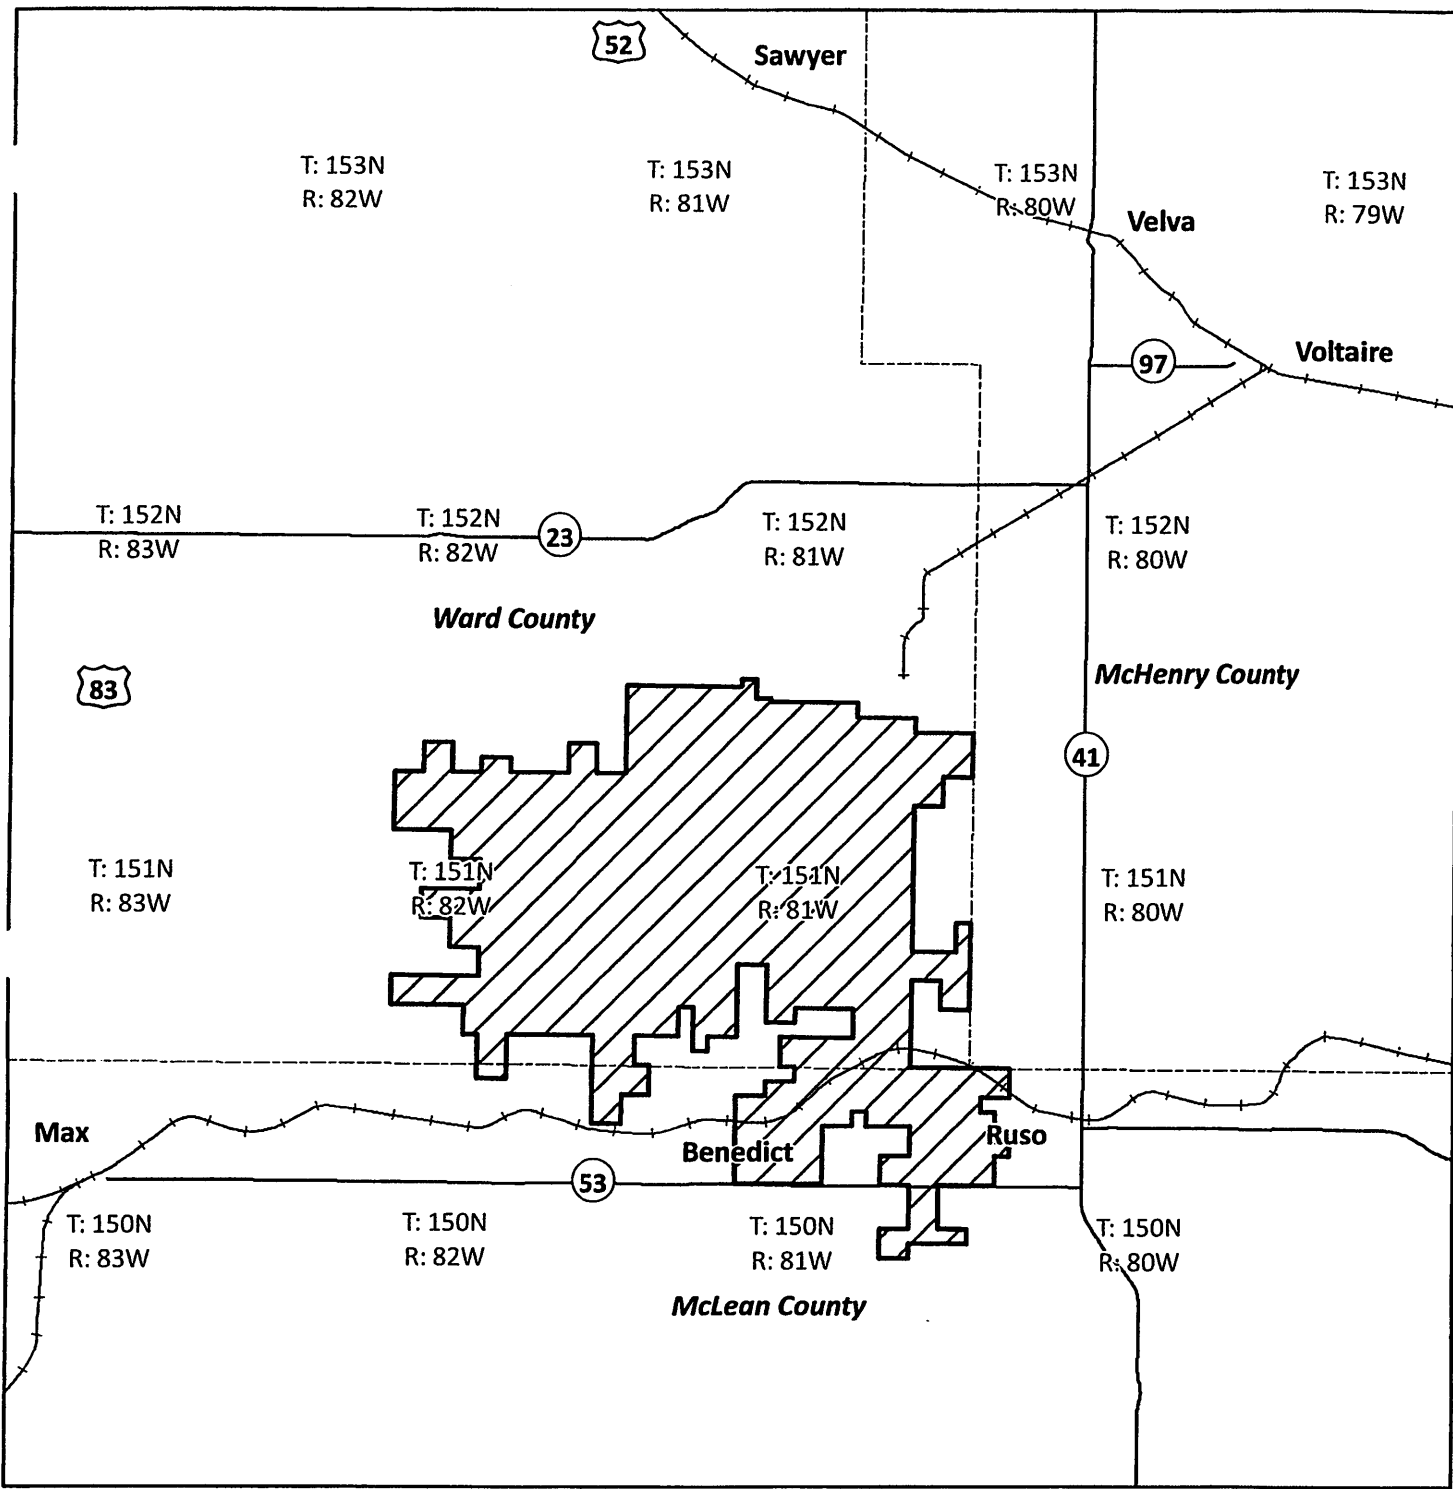 52
Sawyer
T: 153N
R: 82W
T: 153N
R: 81W
T: 153N
R: 80W
T: 153N
R: 79W
Velva
97
Voltaire
T: 152N
R: 83W
T: 152N
R: 82W
23
T: 152N
R: 81W
T: 152N
R: 80W
Ward County
83
McHenry County
41
T: 151N
R: 83W
T: 151N
R: 82W
T: 151N
R: 81W
T: 151N
R: 80W
Max
Benedict
Ruso
53
T: 150N
R: 83W
T: 150N
R: 82W
T: 150N
R: 81W
T: 150N
R: 80W
McLean County